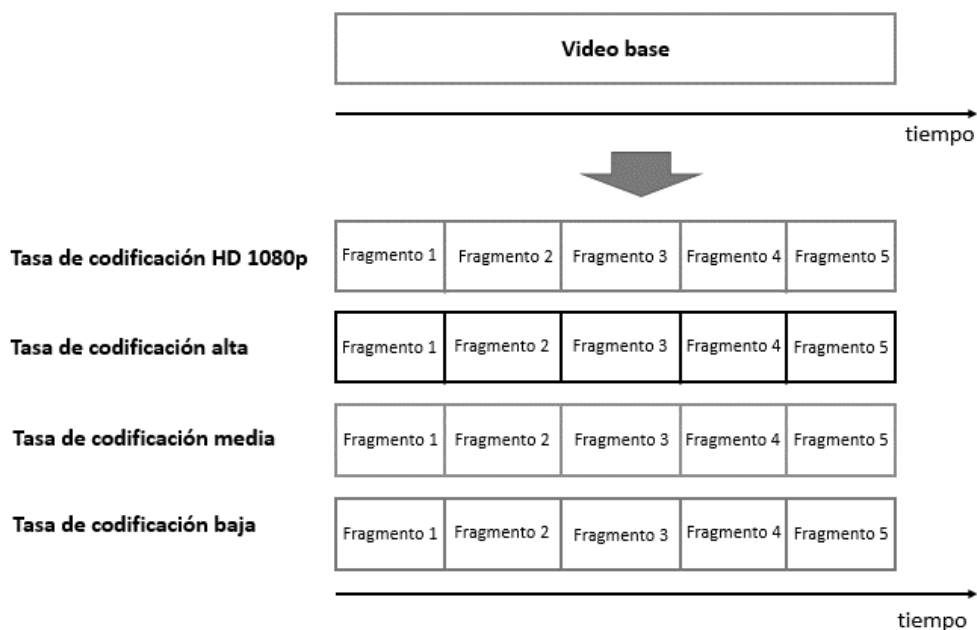 Video base
tiempo
Tasa de codificación HD 1080p
Fragmento 1 Fragmento 2 Fragmento 3 Fragmento 4 Fragmento 5
Tasa de codificación alta
Fragmento 1 Fragmento 2 Fragmento 3 Fragmento 4 Fragmento 5
Tasa de codificación media
Fragmento 1 Fragmento 2 Fragmento 3 Fragmento 4 Fragmento 5
Tasa de codificación baja
Fragmento 1 Fragmento 2 Fragmento 3 Fragmento 4 Fragmento 5
tiempo